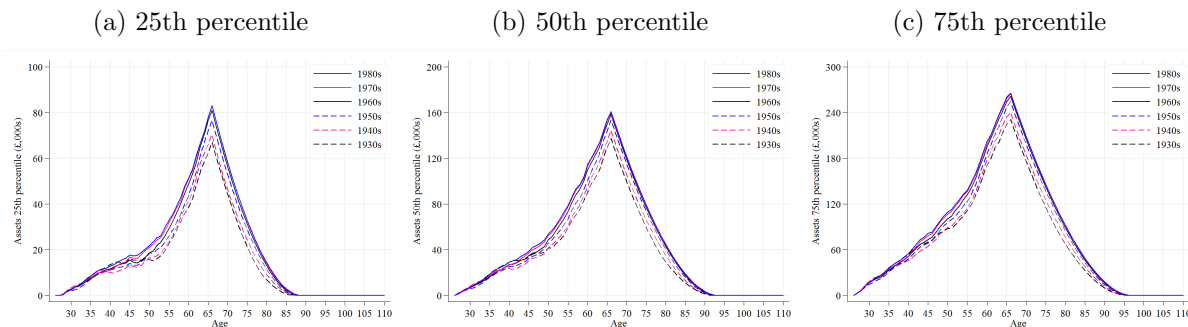 (a) 25th percentile
(b) 50th percentile
(c) 75th percentile
100
80
60
40
20
0
Assets 25th percentile (£,000s)
1980s
1970s
1960s
1950s
1940s
1930s
30 35 40 45 50 55 60 65 70 75 80 85 90 95 100 105 110
Age
200
160
120
80
40
0
Assets 50th percentile (£,000s)
1980s
1970s
1960s
1950s
1940s
1930s
30 35 40 45 50 55 60 65 70 75 80 85 90 95 100 105 110
Age
300
240
180
120
60
0
Assets 75th percentile (£,000s)
1980s
1970s
1960s
1950s
1940s
1930s
30 35 40 45 50 55 60 65 70 75 80 85 90 95 100 105 110
Age